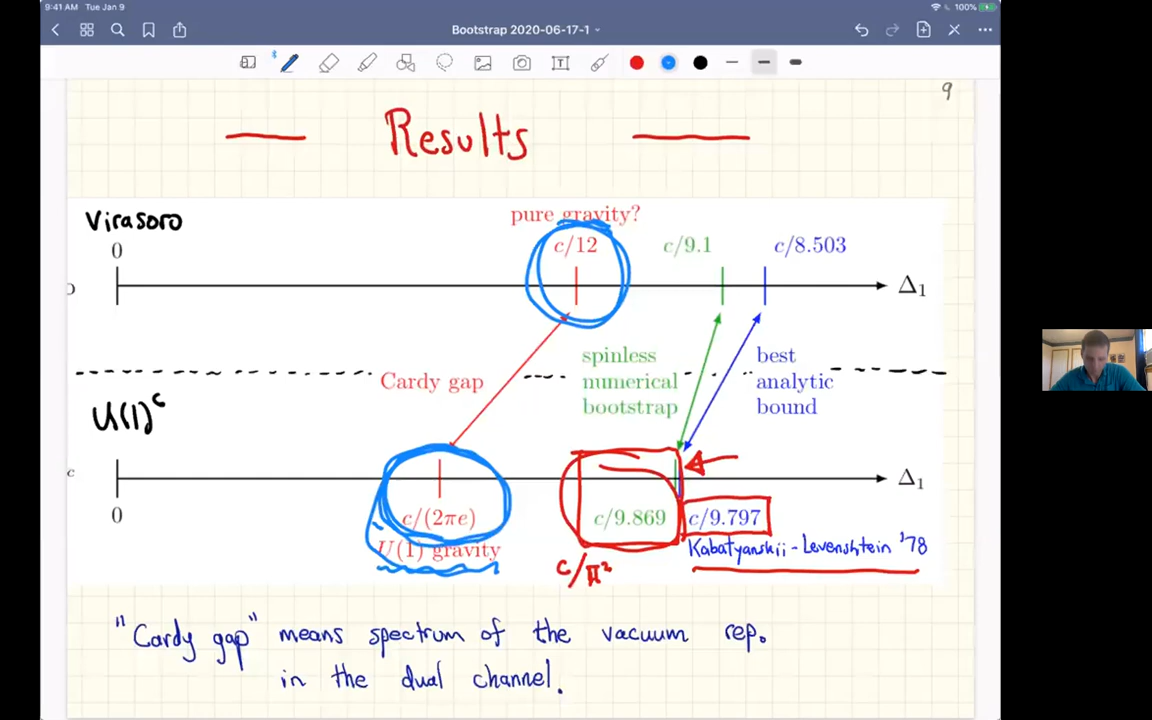 9:41 AM Tue Jan 9
100%
Bootstrap 2020-06-17-1
9
Results
Virasoro
pure gravity?
0
c/12
c/9.1
c/8.503
Δ₁
Cardy gap
spinless
numerical
bootstrap
best
analytic
bound
U(1)ᶜ
c
Δ₁
0
c/(2πe)
c/9.869
c/9.797
U(1) gravity
Kabatyanskii-Levenshtein '78
c/π²
"Cardy gap" means spectrum of the vacuum rep.
in the dual channel.